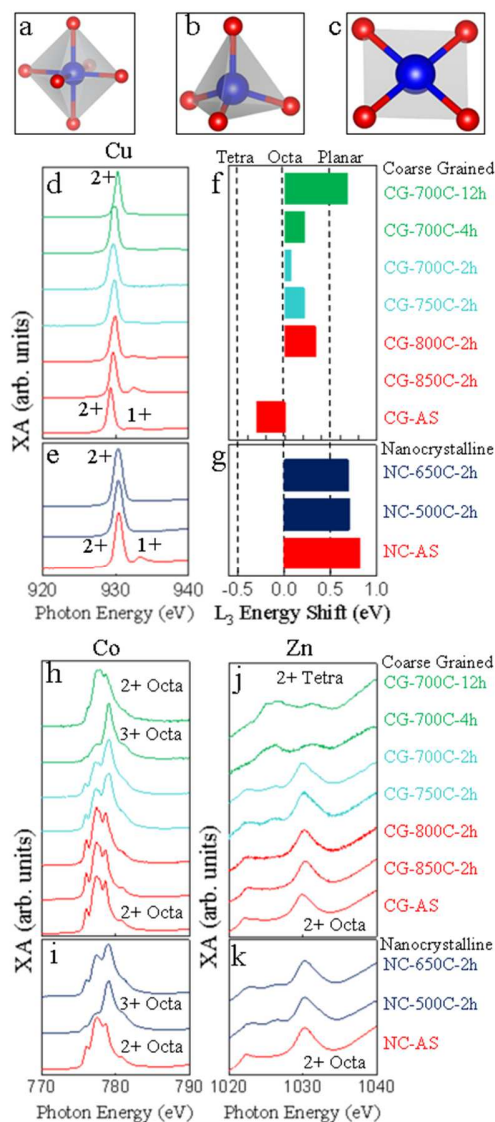 a
b
c
Cu
Tetra Octa Planar
Coarse Grained
d
2+
f
CG-700C-12h
CG-700C-4h
CG-700C-2h
CG-750C-2h
CG-800C-2h
CG-850C-2h
2+
1+
CG-AS
XA (arb. units)
e
2+
g
Nanocrystalline
NC-650C-2h
NC-500C-2h
2+
1+
NC-AS
920 930 940
-0.5 0.0 0.5 1.0
Photon Energy (eV)
L3 Energy Shift (eV)
Co
Zn
Coarse Grained
h
2+ Octa
j
2+ Tetra
CG-700C-12h
3+ Octa
CG-700C-4h
CG-700C-2h
CG-750C-2h
CG-800C-2h
CG-850C-2h
2+ Octa
2+ Octa
CG-AS
XA (arb. units)
XA (arb. units)
i
k
Nanocrystalline
NC-650C-2h
3+ Octa
NC-500C-2h
2+ Octa
2+ Octa
NC-AS
770 780 790
1020 1030 1040
Photon Energy (eV)
Photon Energy (eV)